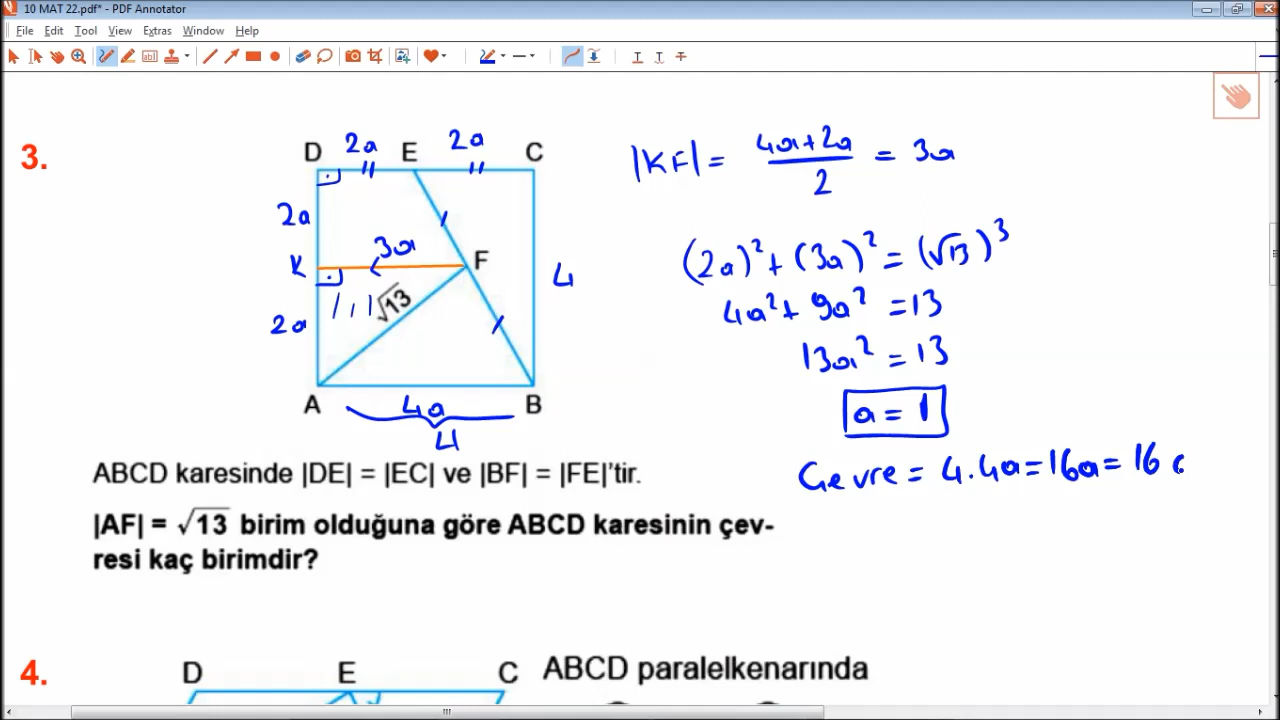 10 MAT 22.pdf* - PDF Annotator
File Edit Tool View Extras Window Help
3.
D 2a E 2a C
|KF| = 4a+2a / 2 = 3a
2a
K 3a F 4
(2a)² + (3a)² = (√13)³
√13
4a² + 9a² = 13
2a
13a² = 13
A 4a B
a = 1
4
ABCD karesinde |DE| = |EC| ve |BF| = |FE|'tir.
Çevre = 4.4a = 16a = 16
|AF| = √13 birim olduğuna göre ABCD karesinin çev-
resi kaç birimdir?
4.
D E C ABCD paralelkenarında